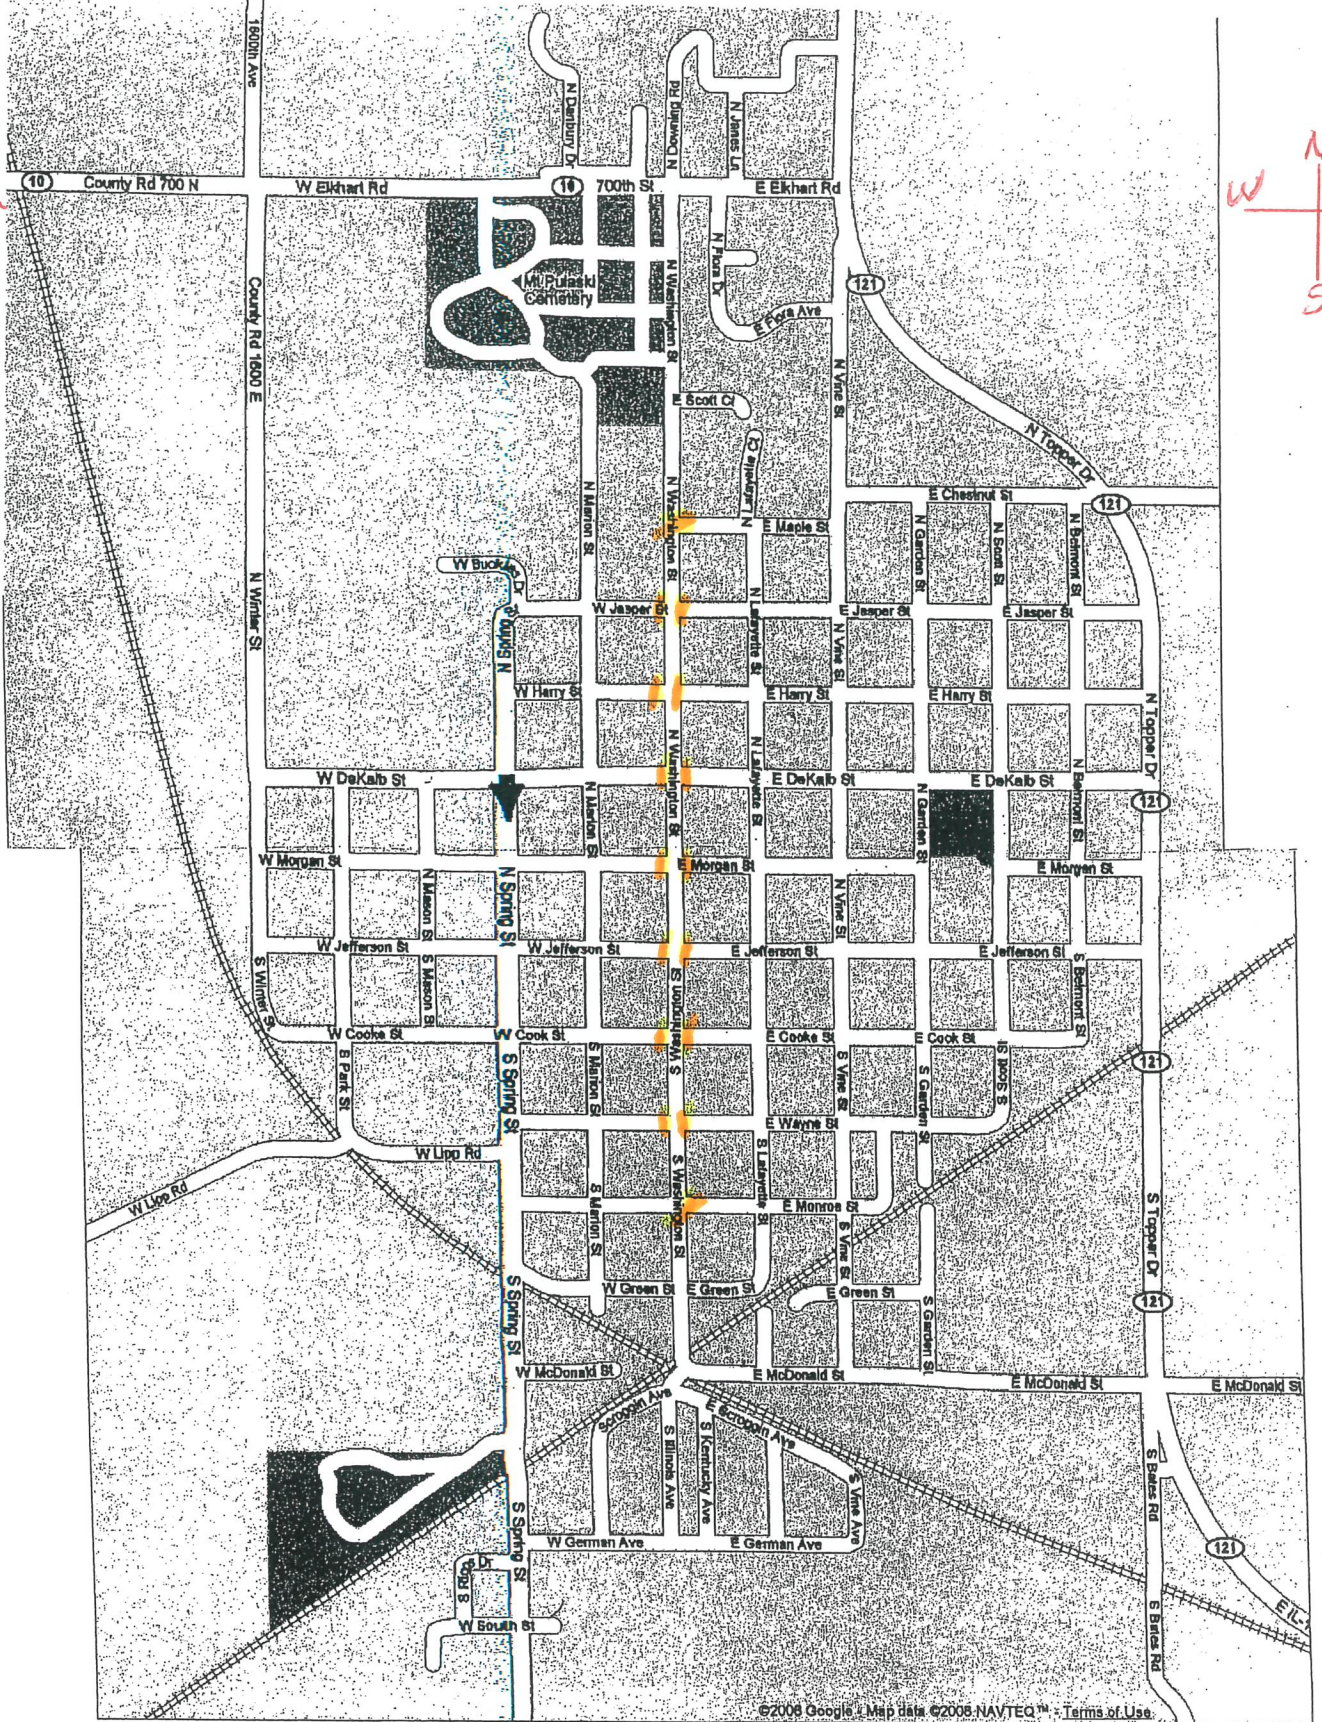 1600th Ave
N Danbury Dr
N Downing Rd
N Jones Ln
10
County Rd 700 N
W Elkhart Rd
10
700th St
E Elkhart Rd
N
W
S
Mt Pulaski
Cemetery
N Washington St
N Flora Dr
E Flora Ave
121
County Rd 1600 E
N Vine St
E Scott Ct
N Lafayette Ct
N Topper Dr
N Marion St
N Washington St
E Chestnut St
121
E Maple St
N Garden St
N Scott St
N Belmont St
W Buckles Dr
N Winter St
N Spring St
W Jasper St
N Lafayette St
E Jasper St
E Jasper St
N Vine St
W Harry St
E Harry St
E Harry St
N Topper Dr
N Washington St
N Lafayette St
W DeKalb St
E DeKalb St
E DeKalb St
N Marion St
N Garden St
N Belmont St
121
W Morgan St
E Morgan St
E Morgan St
N Mason St
N Spring St
N Vine St
W Jefferson St
W Jefferson St
E Jefferson St
E Jefferson St
S Winter St
S Mason St
S Washington St
S Belmont St
W Cooke St
W Cook St
E Cooke St
E Cook St
S Park St
S Spring St
S Marion St
S Vine St
S Garden St
S Scott St
121
E Wayne St
W Lipp Rd
W Lipp Rd
S Marion St
S Washington St
S Lafayette St
E Monroe St
S Vine St
S Topper Dr
W Green St
E Green St
E Green St
S Spring St
S Garden St
121
W McDonald St
E McDonald St
E McDonald St
E McDonald St
Scroggin Ave
E Scroggin Ave
S Illinois Ave
S Kentucky Ave
S Vine Ave
S Bates Rd
S Spring St
W German Ave
E German Ave
121
W South St
S Bates Rd
©2008 Google - Map data ©2008 NAVTEQ™ - Terms of Use